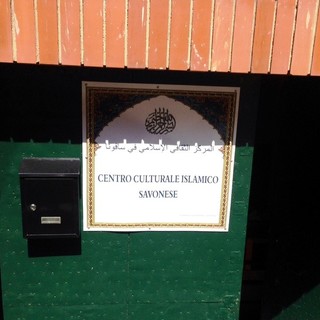 المركز الثقافي الإسلامي في سافونا
CENTRO CULTURALE ISLAMICO
SAVONESE